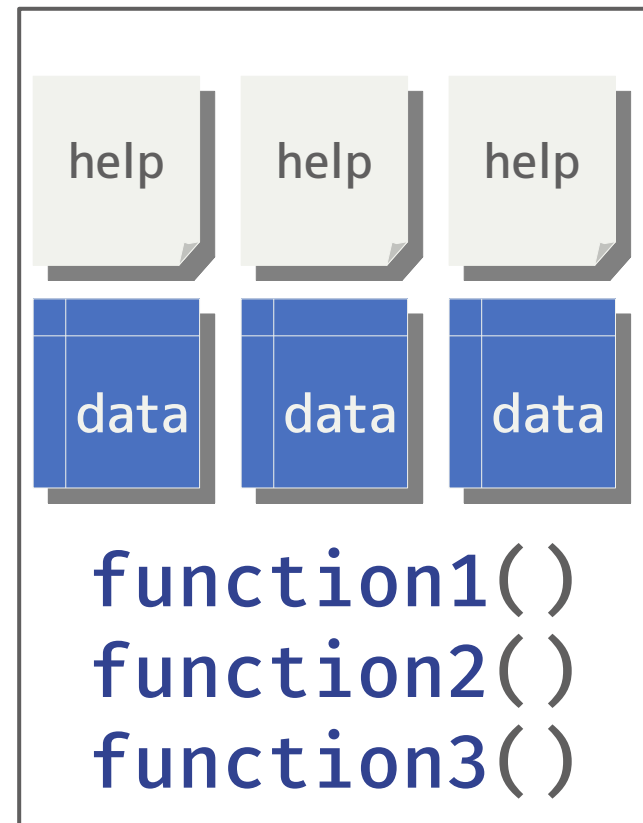 help help help
data data data
function1()
function2()
function3()